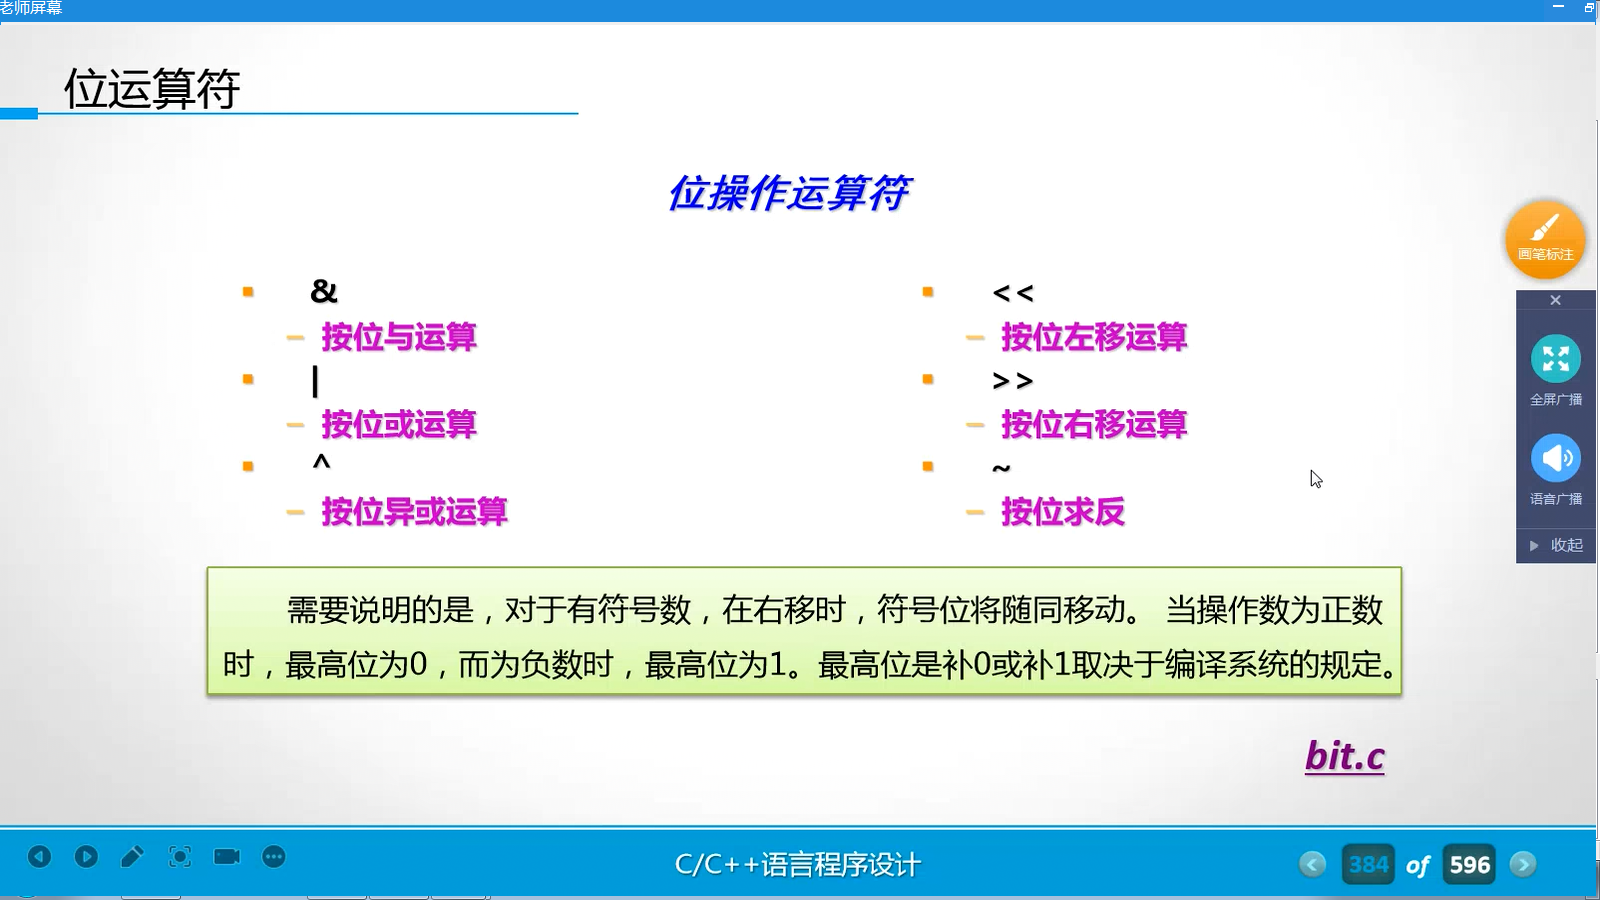 老师屏幕
位运算符
位操作运算符
&
– 按位与运算
|
– 按位或运算
^
– 按位异或运算
<<
– 按位左移运算
>>
– 按位右移运算
~
– 按位求反
需要说明的是，对于有符号数，在右移时，符号位将随同移动。 当操作数为正数
时，最高位为0，而为负数时，最高位为1。最高位是补0或补1取决于编译系统的规定。
bit.c
画笔标注
全屏广播
语音广播
收起
C/C++语言程序设计
384 of 596